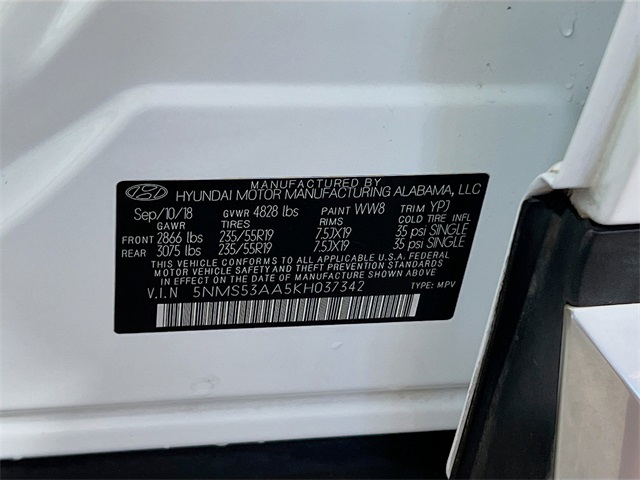 MANUFACTURED BY
HYUNDAI MOTOR MANUFACTURING ALABAMA, LLC
Sep/10/18 GVWR 4828 lbs PAINT WW8 TRIM YPJ
GAWR TIRES RIMS COLD TIRE INFL
FRONT 2866 lbs 235/55R19 7.5JX19 35 psi SINGLE
REAR 3075 lbs 235/55R19 7.5JX19 35 psi SINGLE
THIS VEHICLE CONFORMS TO ALL APPLICABLE U.S.A FEDERAL
MOTOR VEHICLE SAFETY AND THEFT PREVENTION STANDARDS
IN EFFECT ON THE DATE OF MANUFACTURE SHOWN ABOVE.
V.I.N 5NMS53AA5KH037342 TYPE: MPV